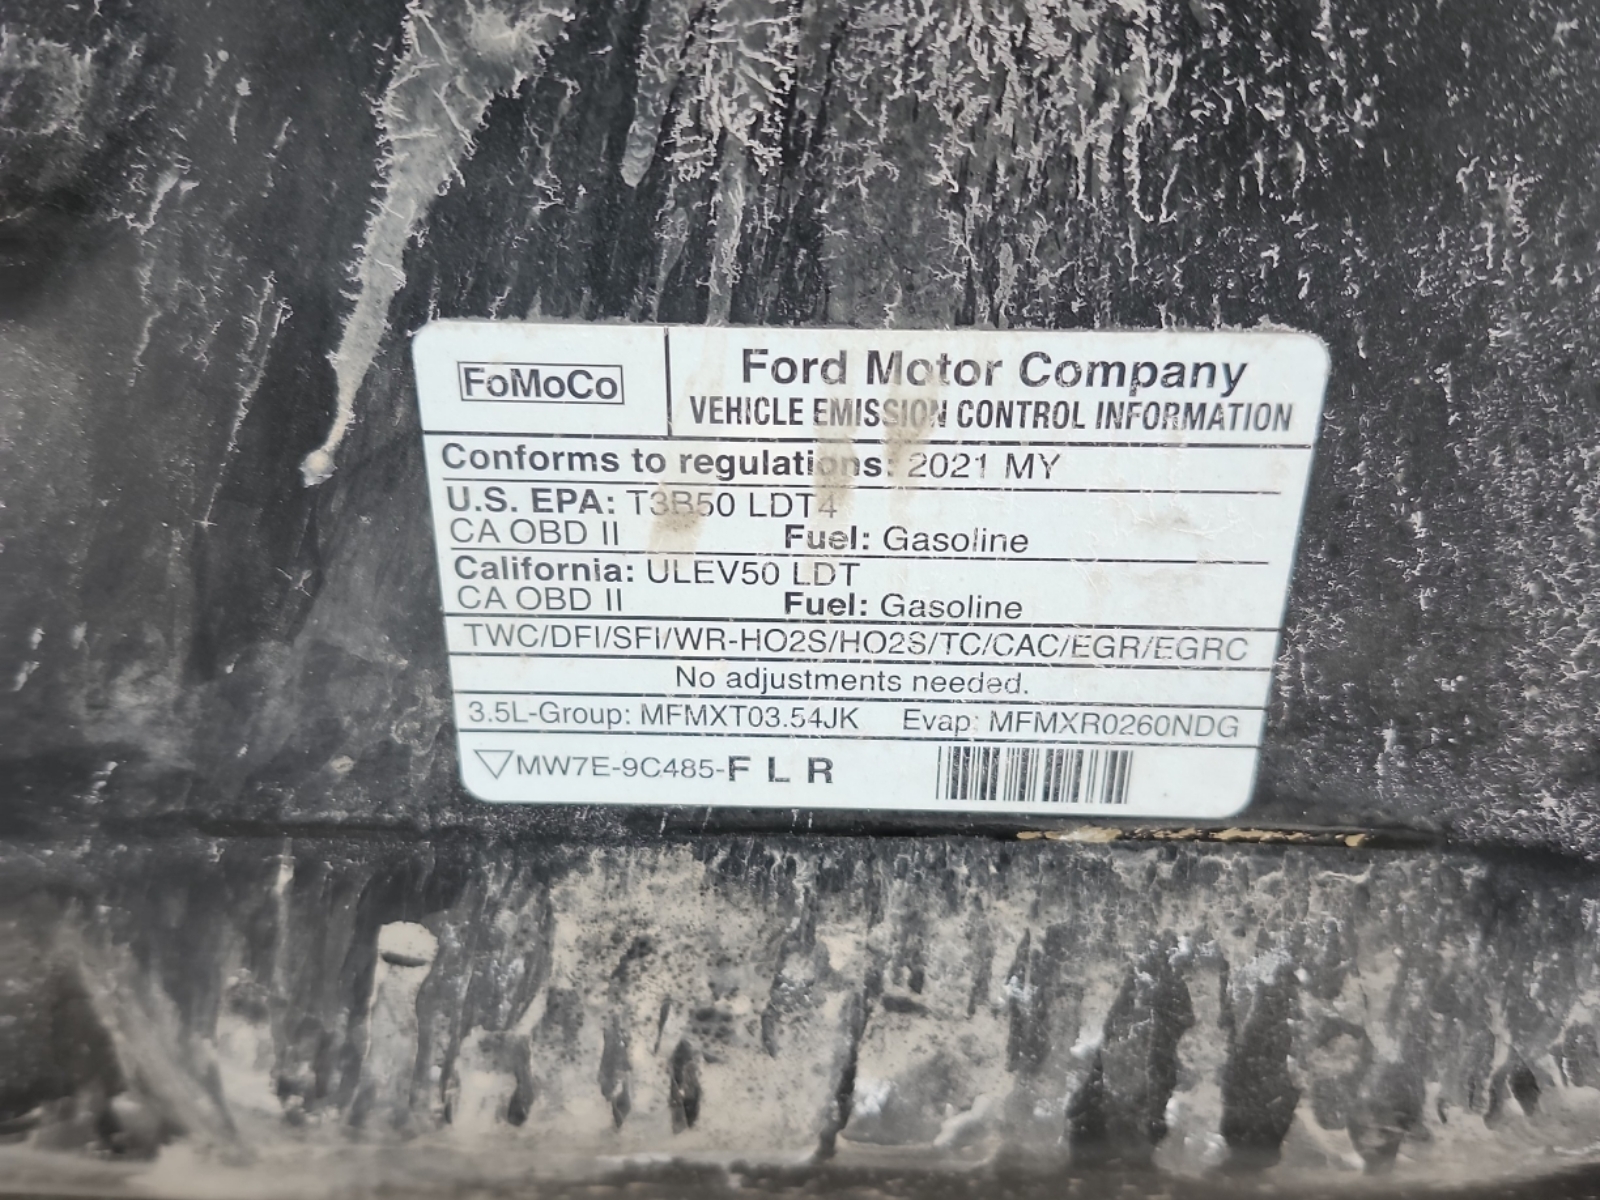 FoMoCo
Ford Motor Company
VEHICLE EMISSION CONTROL INFORMATION
Conforms to regulations: 2021 MY
U.S. EPA: T3B50 LDT4
CA OBD II Fuel: Gasoline
California: ULEV50 LDT
CA OBD II Fuel: Gasoline
TWC/DFI/SFI/WR-HO2S/HO2S/TC/CAC/EGR/EGRC
No adjustments needed.
3.5L-Group: MFMXT03.54JK Evap: MFMXR0260NDG
MW7E-9C485-F L R